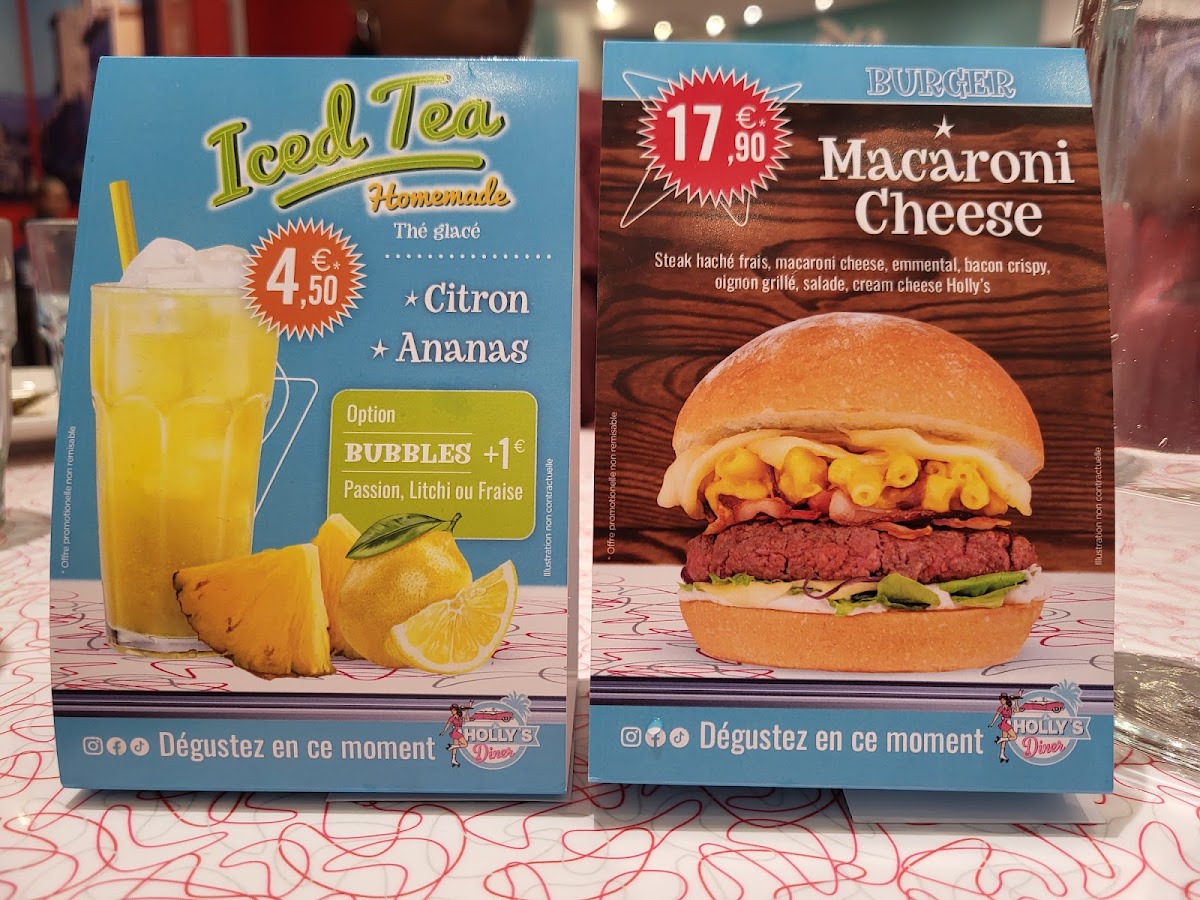 Iced Tea
Homemade
Thé glacé
4,50 €*
★ Citron
★ Ananas
Option
BUBBLES +1€
Passion, Litchi ou Fraise
* Offre promotionelle non remisable
Illustration non contractuelle
Dégustez en ce moment
HOLLY'S
Diner
BURGER
17,90 €*
Macaroni
Cheese
Steak haché frais, macaroni cheese, emmental, bacon crispy,
oignon grillé, salade, cream cheese Holly's
* Offre promotionelle non remisable
Illustration non contractuelle
Dégustez en ce moment
HOLLY'S
Diner